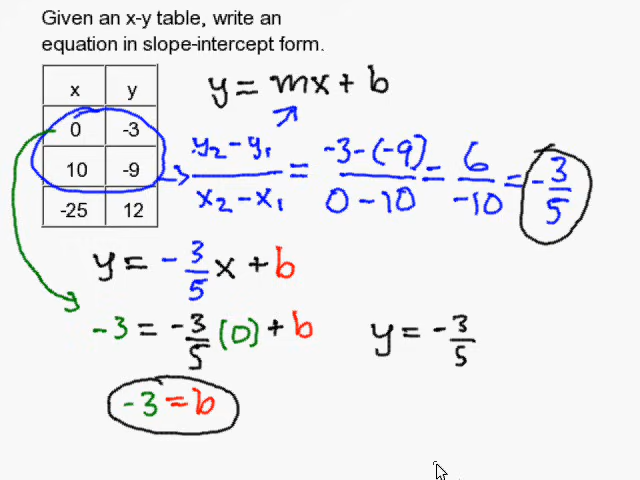 Given an x-y table, write an
equation in slope-intercept form.
x y
y = mx + b
0 -3
10 -9
-25 12
y₂-y₁/x₂-x₁ = -3-(-9)/0-10 = 6/-10 = -3/5
y = -3/5 x + b
-3 = -3/5 (0) + b
y = -3/5
-3 = b